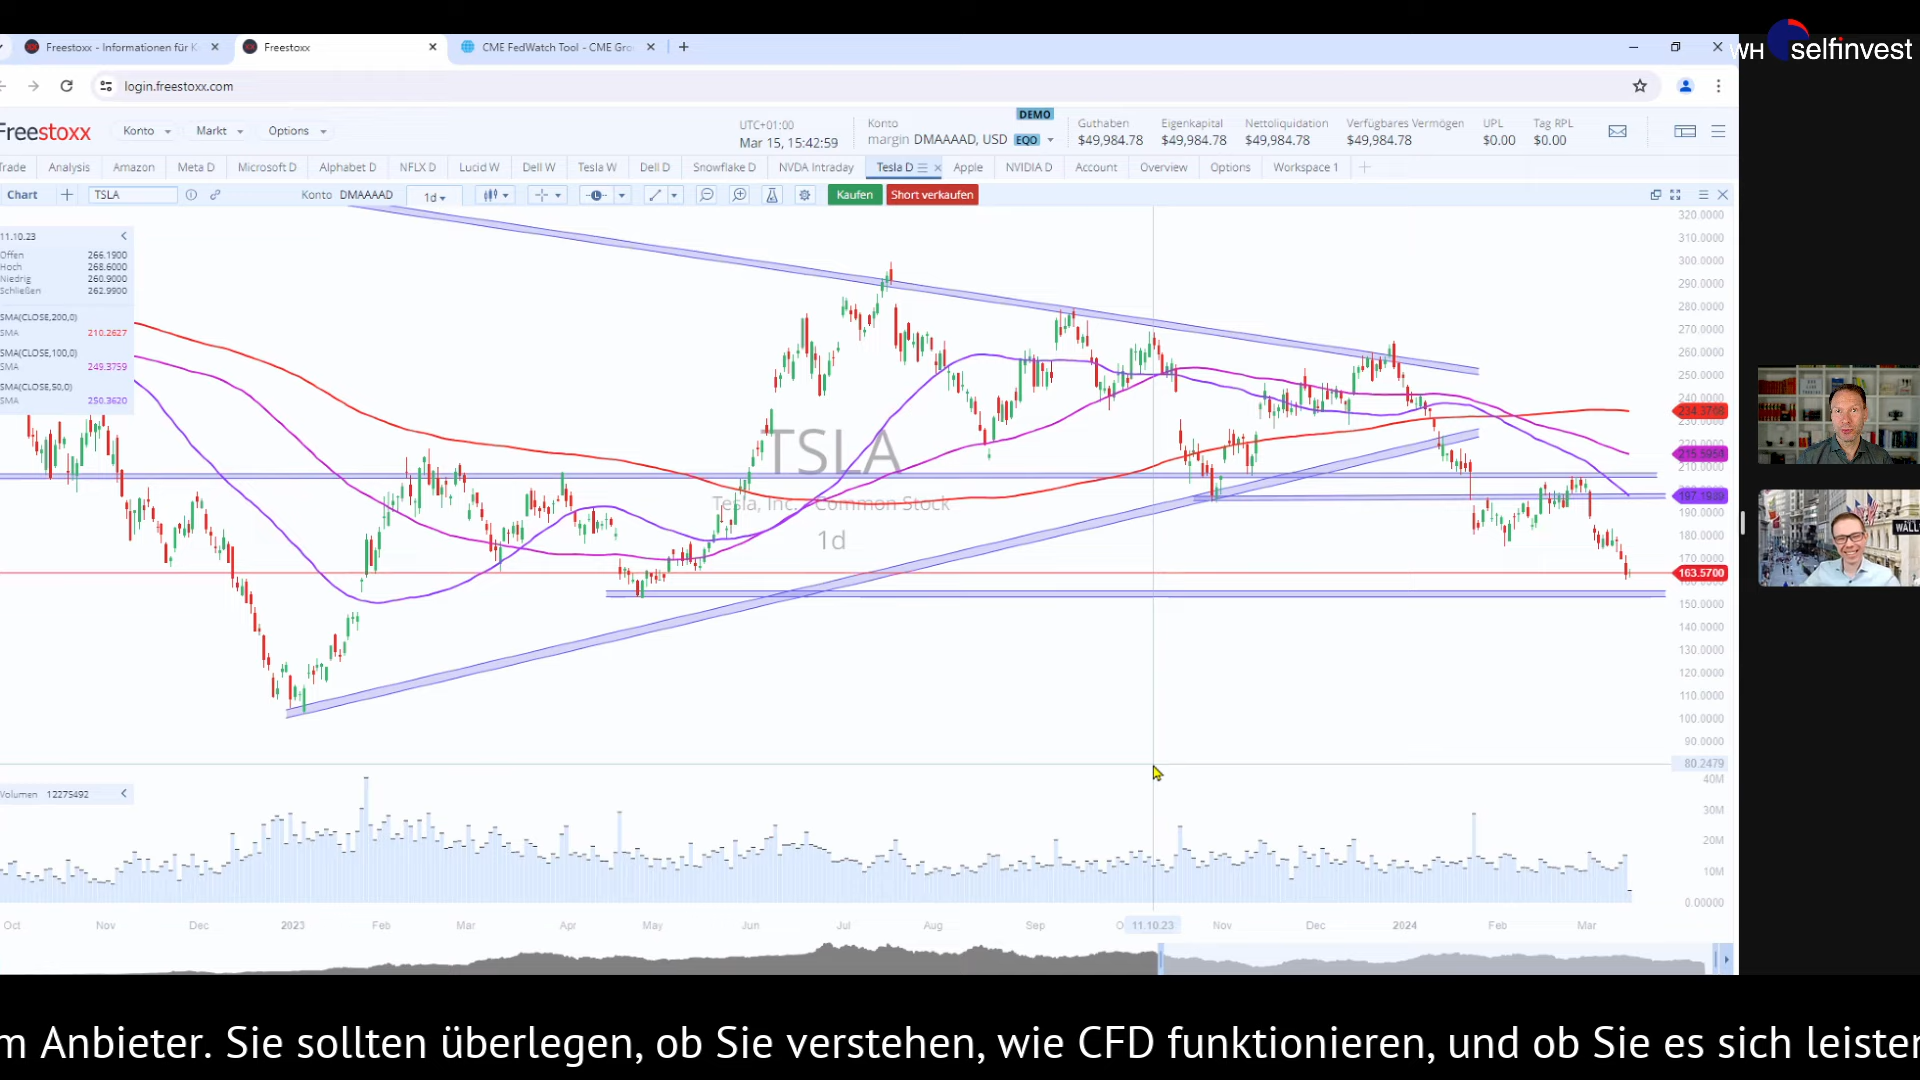 WH selfinvest
Freestoxx - Informationen für K
Freestoxx
CME FedWatch Tool - CME Gro
login.freestoxx.com
DEMO
Freestoxx
Konto
Markt
Options
UTC+01:00
Mar 15, 15:42:59
Konto
margin DMAAAAD, USD EQO
Guthaben
$49,984.78
Eigenkapital
$49,984.78
Nettoliquidation
$49,984.78
Verfügbares Vermögen
$49,984.78
UPL
$0.00
Tag RPL
$0.00
Trade Analysis Amazon Meta D Microsoft D Alphabet D NFLX D Lucid W Dell W Tesla W Dell D Snowflake D NVDA Intraday Tesla D Apple NVIDIA D Account Overview Options Workspace 1
Chart TSLA Konto DMAAAAD 1d Kaufen Short verkaufen
11.10.23
Offen 266.1900
Hoch 268.6000
Niedrig 260.9000
Schließen 262.9900
SMA(CLOSE,200,0)
SMA 210.2627
SMA(CLOSE,100,0)
SMA 249.3759
SMA(CLOSE,50,0)
SMA 250.3620
TSLA
Tesla, Inc. - Common Stock
1d
320.0000
310.0000
300.0000
290.0000
280.0000
270.0000
260.0000
250.0000
240.0000
234.3768
230.0000
220.0000
215.5954
210.0000
197.1949
190.0000
180.0000
170.0000
163.5700
150.0000
140.0000
130.0000
120.0000
110.0000
100.0000
90.0000
80.2479
Volumen 12275492
40M
30M
20M
10M
0.00000
Oct Nov Dec 2023 Feb Mar Apr May Jun Jul Aug Sep O 11.10.23 Nov Dec 2024 Feb Mar
WALL
m Anbieter. Sie sollten überlegen, ob Sie verstehen, wie CFD funktionieren, und ob Sie es sich leister